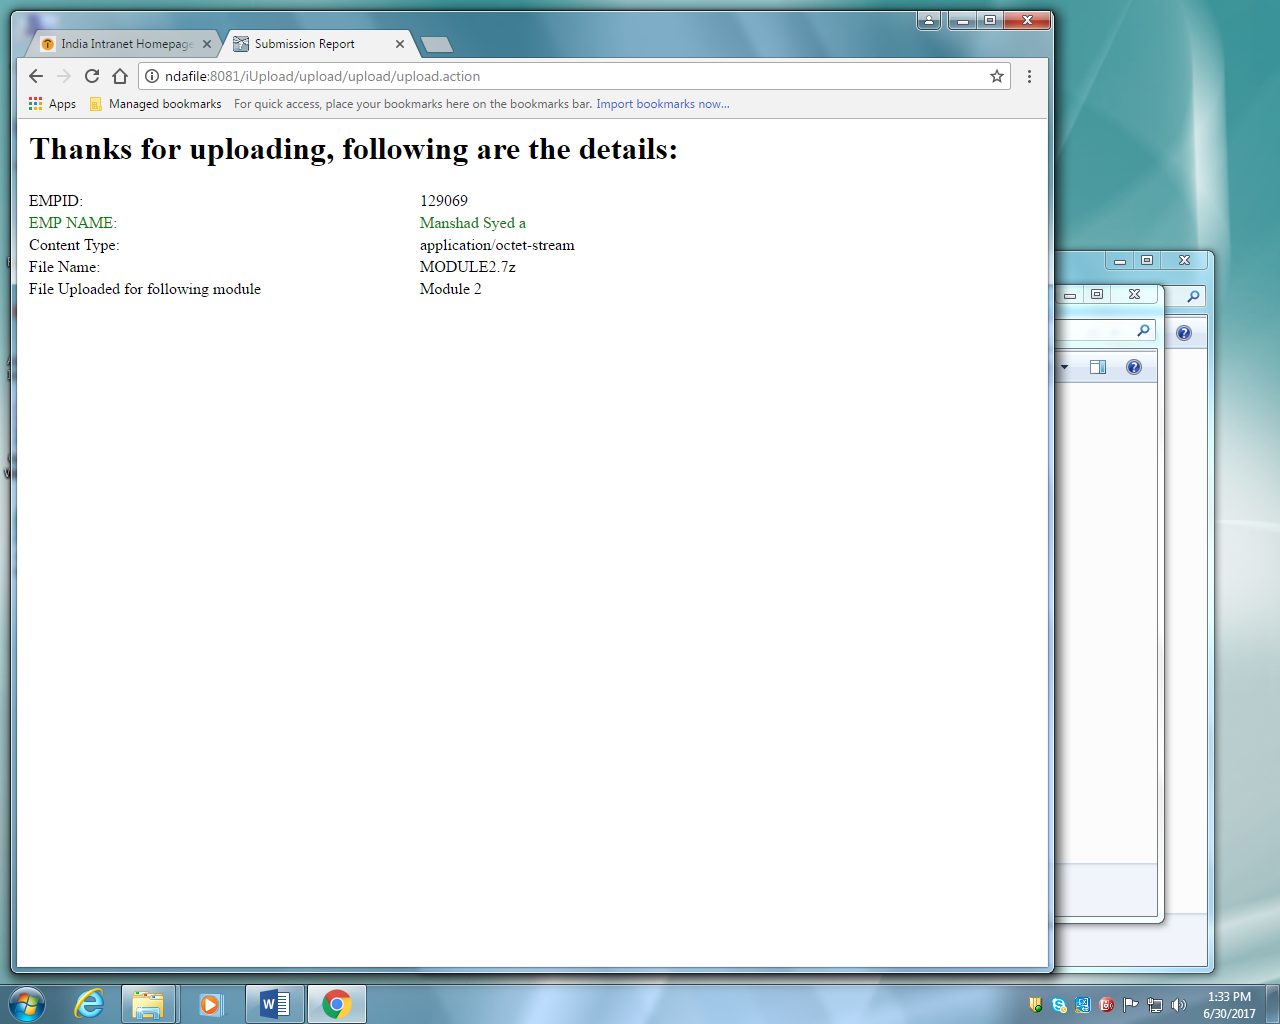 India Intranet Homepage
Submission Report
ndafile:8081/iUpload/upload/upload/upload.action
Apps
Managed bookmarks
For quick access, place your bookmarks here on the bookmarks bar. Import bookmarks now...
Thanks for uploading, following are the details:
EMPID: 129069
EMP NAME: Manshad Syed a
Content Type: application/octet-stream
File Name: MODULE2.7z
File Uploaded for following module Module 2
1:33 PM
6/30/2017